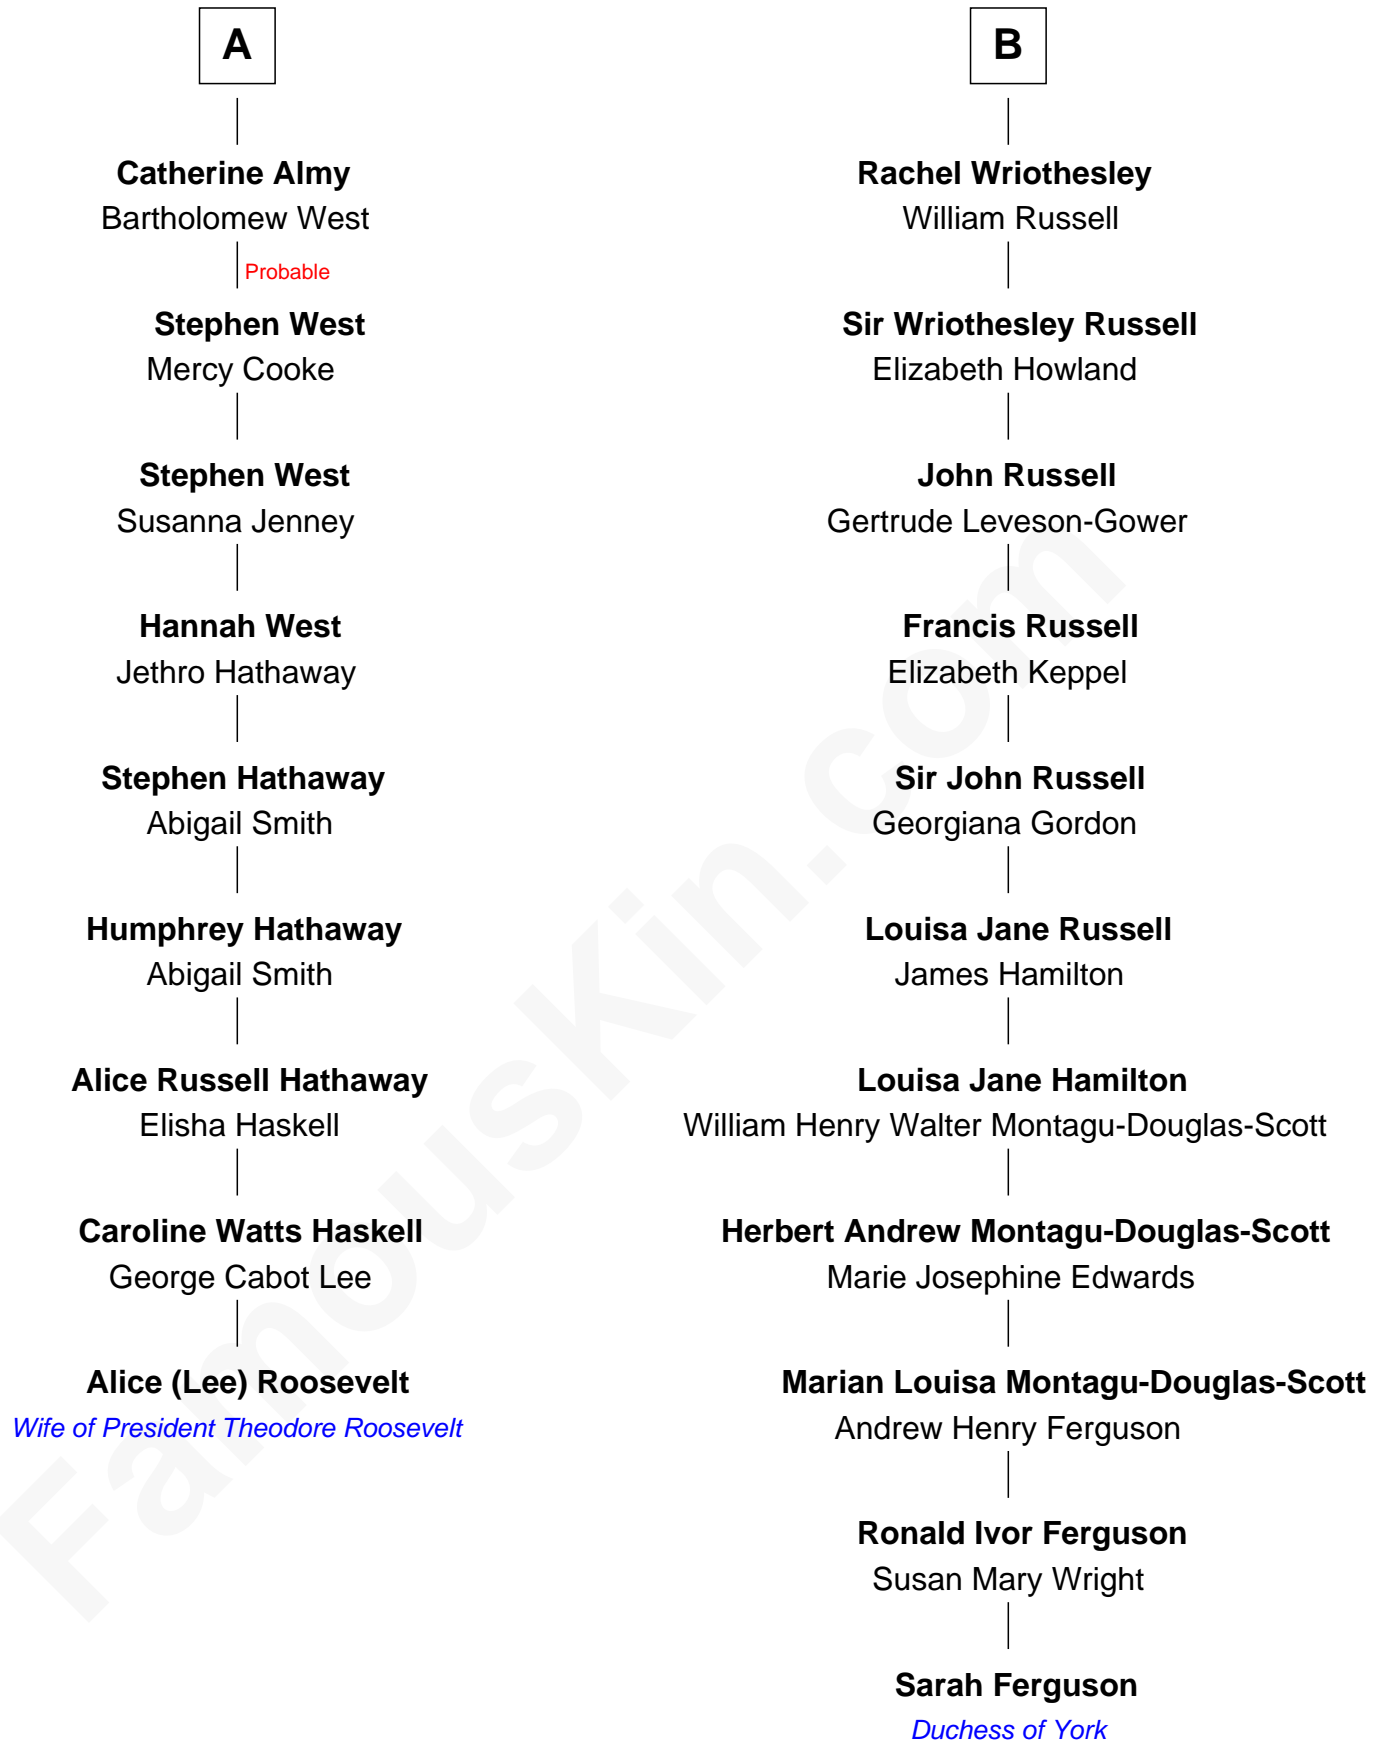 A
Catherine Almy
Bartholomew West
Probable
Stephen West
Mercy Cooke
Stephen West
Susanna Jenney
Hannah West
Jethro Hathaway
Stephen Hathaway
Abigail Smith
Humphrey Hathaway
Abigail Smith
Alice Russell Hathaway
Elisha Haskell
Caroline Watts Haskell
George Cabot Lee
Alice (Lee) Roosevelt
Wife of President Theodore Roosevelt
B
Rachel Wriothesley
William Russell
Sir Wriothesley Russell
Elizabeth Howland
John Russell
Gertrude Leveson-Gower
Francis Russell
Elizabeth Keppel
Sir John Russell
Georgiana Gordon
Louisa Jane Russell
James Hamilton
Louisa Jane Hamilton
William Henry Walter Montagu-Douglas-Scott
Herbert Andrew Montagu-Douglas-Scott
Marie Josephine Edwards
Marian Louisa Montagu-Douglas-Scott
Andrew Henry Ferguson
Ronald Ivor Ferguson
Susan Mary Wright
Sarah Ferguson
Duchess of York
FamousKin.com